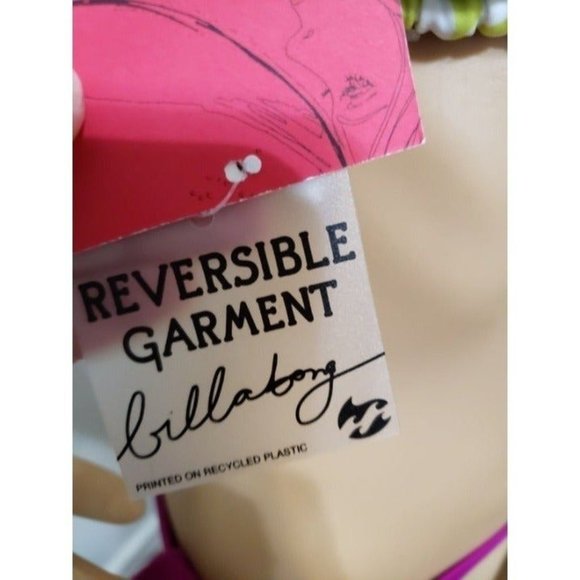 REVERSIBLE
GARMENT
billabong
PRINTED ON RECYCLED PLASTIC